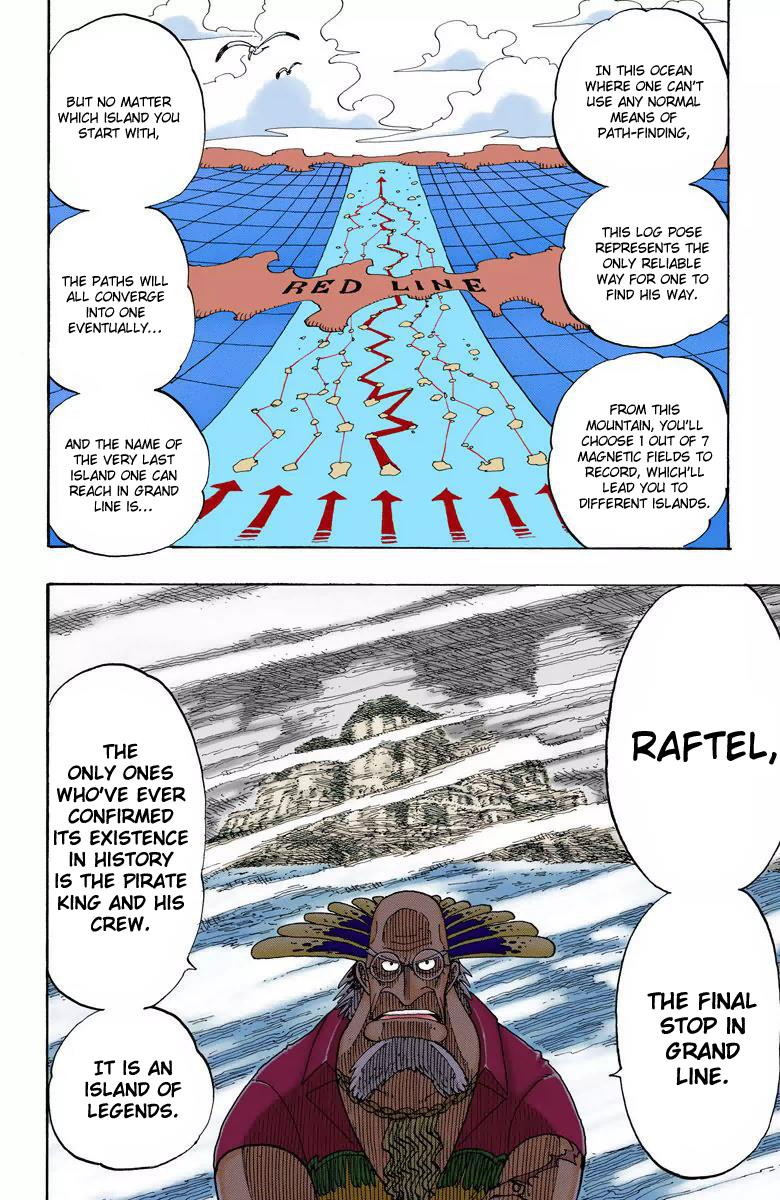 IN THIS OCEAN
WHERE ONE CAN'T
USE ANY NORMAL
MEANS OF
PATH-FINDING,
THIS LOG POSE
REPRESENTS THE
ONLY RELIABLE
WAY FOR ONE TO
FIND HIS WAY.
FROM THIS
MOUNTAIN, YOU'LL
CHOOSE 1 OUT OF 7
MAGNETIC FIELDS TO
RECORD, WHICH'LL
LEAD YOU TO
DIFFERENT ISLANDS.
RED LINE
BUT NO MATTER
WHICH ISLAND YOU
START WITH,
THE PATHS WILL
ALL CONVERGE
INTO ONE
EVENTUALLY...
AND THE NAME OF
THE VERY LAST
ISLAND ONE CAN
REACH IN GRAND
LINE IS...
RAFTEL,
THE FINAL
STOP IN
GRAND
LINE.
THE
ONLY ONES
WHO'VE EVER
CONFIRMED
ITS EXISTENCE
IN HISTORY
IS THE PIRATE
KING AND HIS
CREW.
IT IS AN
ISLAND OF
LEGENDS.